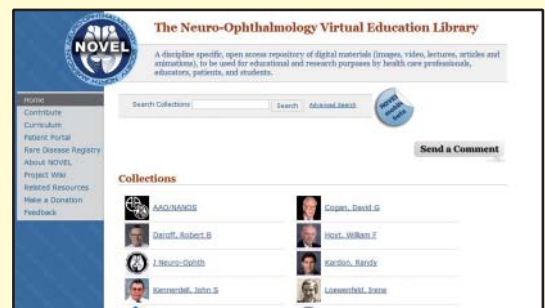 NOVEL
The Neuro-Ophthalmology Virtual Education Library
A discipline specific, open access repository of digital materials (images, video, lectures, articles and
animations), to be used for educational and research purposes by health care professionals,
educators, patients, and students.
Home
Contribute
Curriculum
Patient Portal
Rare Disease Registry
About NOVEL
Project Wiki
Related Resources
Make a Donation
Feedback
Search Collections
Search
Advanced Search
Send a Comment
Collections
AAO/NANOS
Cogan, David G
Daroff, Robert B
Hoyt, William F
J Neuro-Ophth
Kardon, Randy
Kennerdell, John S
Loewenfeld, Irene